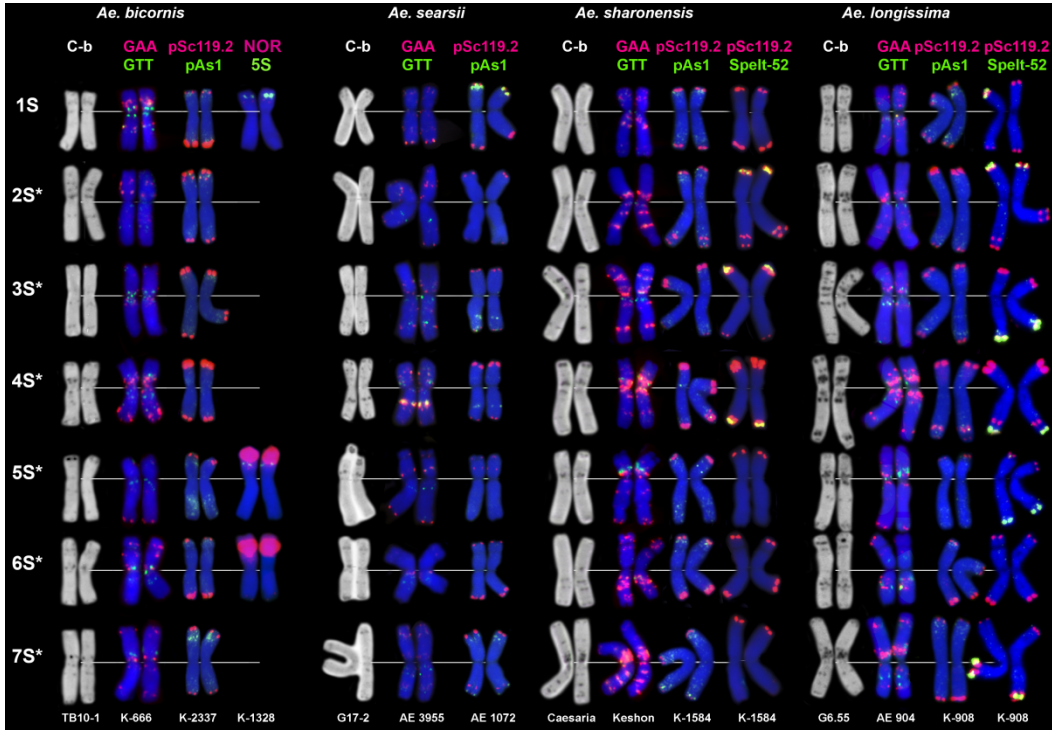 Ae. bicornis Ae. searsii Ae. sharonensis Ae. longissima
C-b GAA pSc119.2 NOR C-b GAA pSc119.2 C-b GAA pSc119.2 pSc119.2 C-b GAA pSc119.2 pSc119.2
GTT pAs1 5S GTT pAs1 GTT pAs1 Spelt-52 GTT pAs1 Spelt-52
1S
2S*
3S*
4S*
5S*
6S*
7S*
TB10-1 K-666 K-2337 K-1328 G17-2 AE 3955 AE 1072 Caesaria Keshon K-1584 K-1584 G6.55 AE 904 K-908 K-908